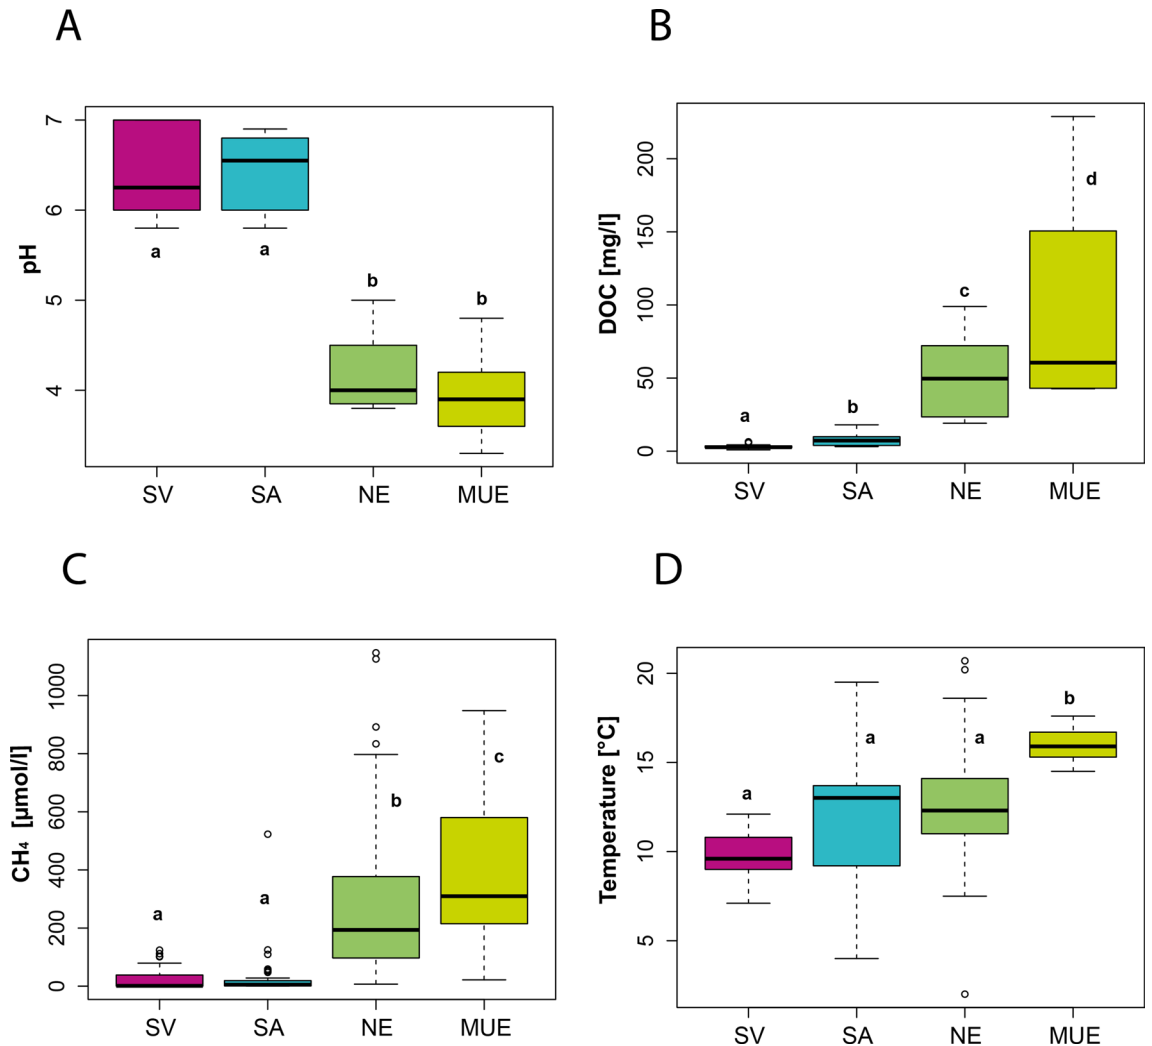 A
pH
7
6
5
4
a
a
b
b
SV SA NE MUE
B
DOC [mg/l]
200
150
100
50
0
a
b
c
d
SV SA NE MUE
C
CH₄ [µmol/l]
1000
800
600
400
200
0
a
a
b
c
SV SA NE MUE
D
Temperature [°C]
20
15
10
5
a
a
a
b
SV SA NE MUE